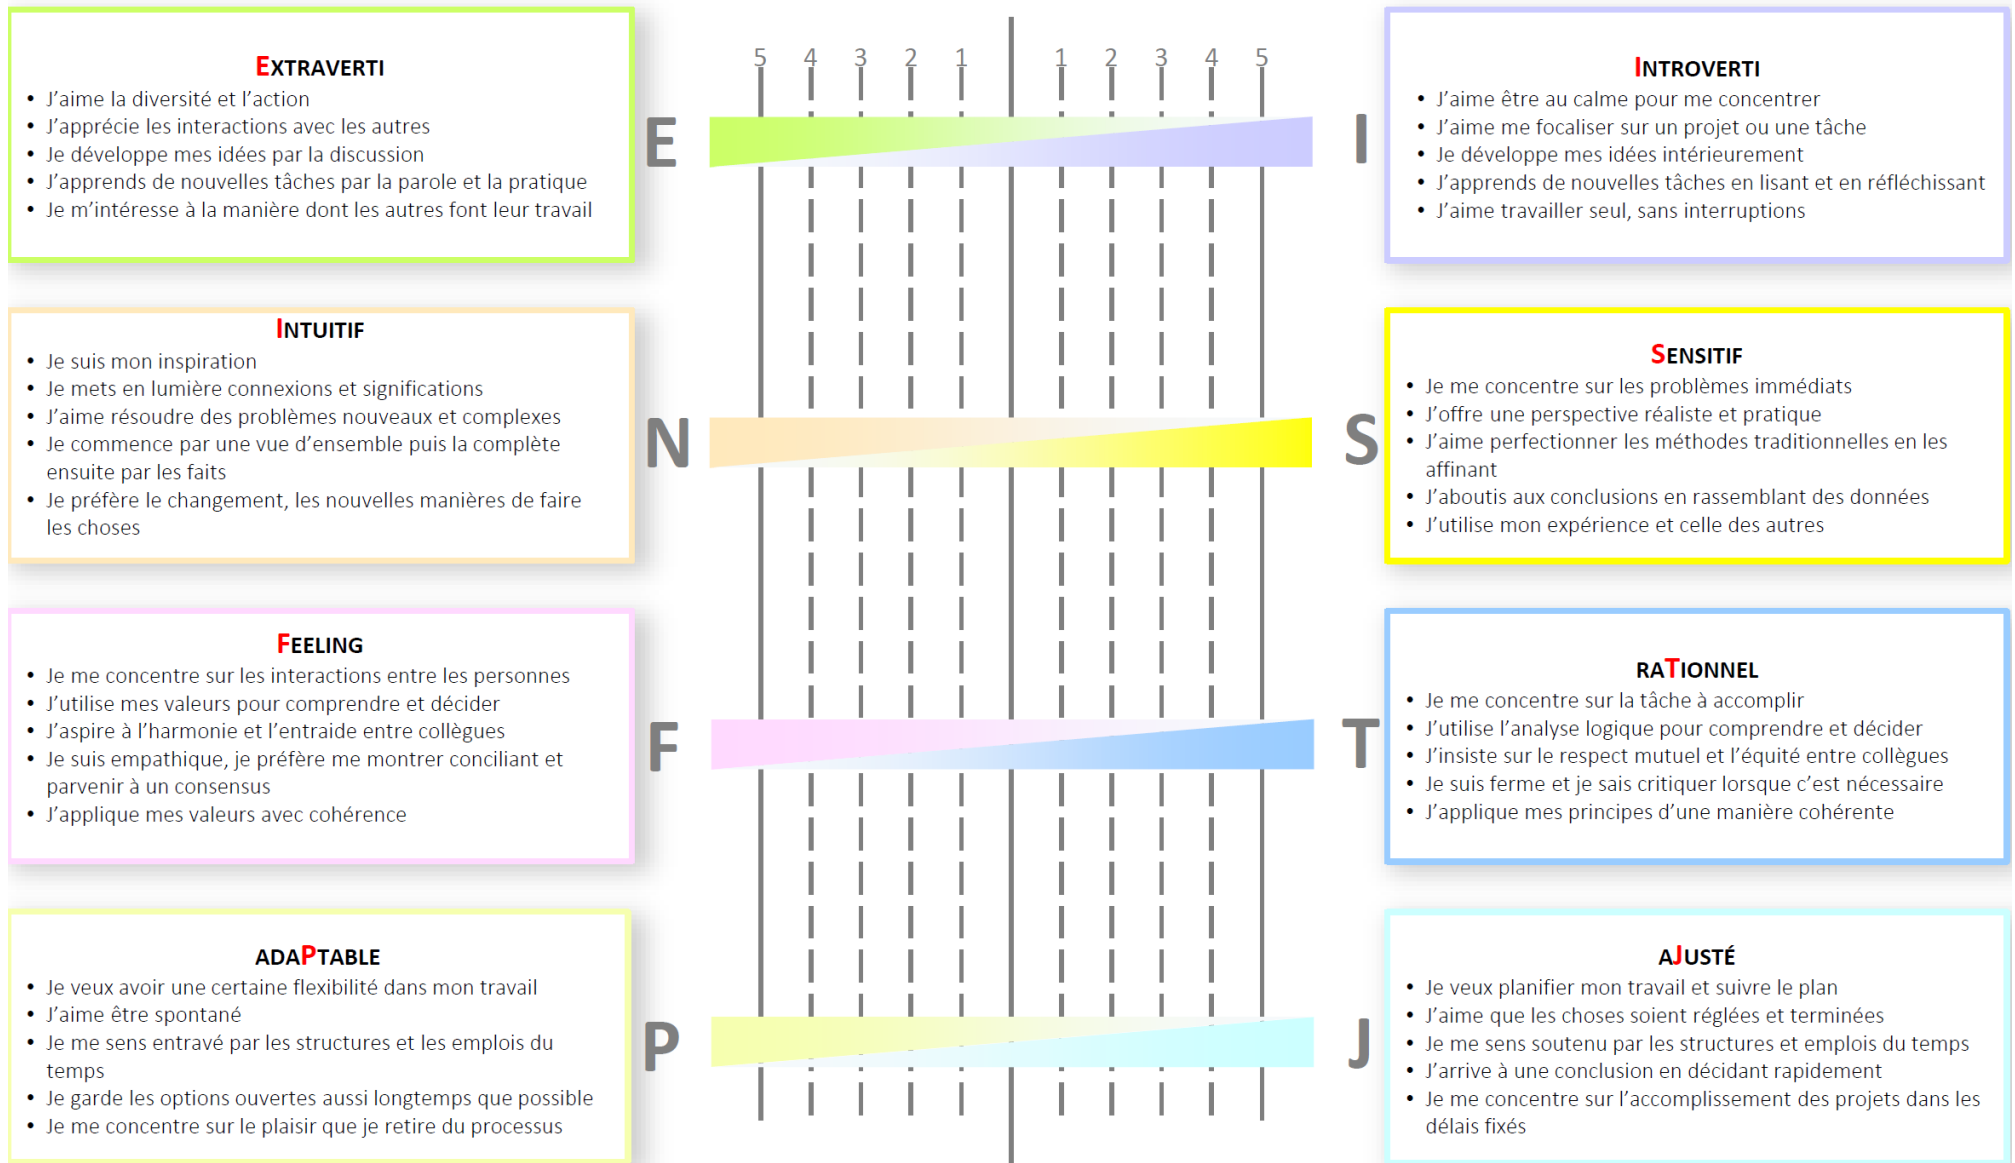 EXTRAVERTI
• J’aime la diversité et l’action
• J’apprécie les interactions avec les autres
• Je développe mes idées par la discussion
• J’apprends de nouvelles tâches par la parole et la pratique
• Je m’intéresse à la manière dont les autres font leur travail
5 4 3 2 1 1 2 3 4 5
E
I
INTROVERTI
• J’aime être au calme pour me concentrer
• J’aime me focaliser sur un projet ou une tâche
• Je développe mes idées intérieurement
• J’apprends de nouvelles tâches en lisant et en réfléchissant
• J’aime travailler seul, sans interruptions
INTUITIF
• Je suis mon inspiration
• Je mets en lumière connexions et significations
• J’aime résoudre des problèmes nouveaux et complexes
• Je commence par une vue d’ensemble puis la complète
ensuite par les faits
• Je préfère le changement, les nouvelles manières de faire
les choses
N
S
SENSITIF
• Je me concentre sur les problèmes immédiats
• J’offre une perspective réaliste et pratique
• J’aime perfectionner les méthodes traditionnelles en les
affinant
• J’aboutis aux conclusions en rassemblant des données
• J’utilise mon expérience et celle des autres
FEELING
• Je me concentre sur les interactions entre les personnes
• J’utilise mes valeurs pour comprendre et décider
• J’aspire à l’harmonie et l’entraide entre collègues
• Je suis empathique, je préfère me montrer conciliant et
parvenir à un consensus
• J’applique mes valeurs avec cohérence
F
T
RATIONNEL
• Je me concentre sur la tâche à accomplir
• J’utilise l’analyse logique pour comprendre et décider
• J’insiste sur le respect mutuel et l’équité entre collègues
• Je suis ferme et je sais critiquer lorsque c’est nécessaire
• J’applique mes principes d’une manière cohérente
ADAPTABLE
• Je veux avoir une certaine flexibilité dans mon travail
• J’aime être spontané
• Je me sens entravé par les structures et les emplois du
temps
• Je garde les options ouvertes aussi longtemps que possible
• Je me concentre sur le plaisir que je retire du processus
P
J
AJUSTÉ
• Je veux planifier mon travail et suivre le plan
• J’aime que les choses soient réglées et terminées
• Je me sens soutenu par les structures et emplois du temps
• J’arrive à une conclusion en décidant rapidement
• Je me concentre sur l’accomplissement des projets dans les
délais fixés